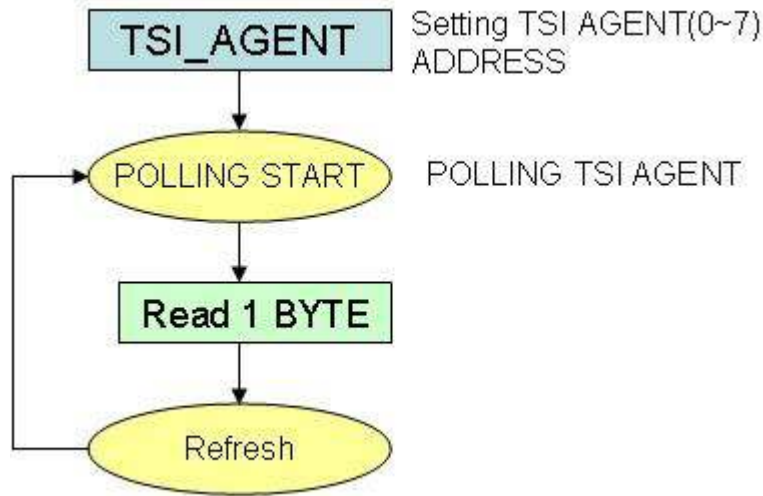 TSI_AGENT
Setting TSI AGENT(0~7)
ADDRESS
POLLING START
POLLING TSI AGENT
Read 1 BYTE
Refresh